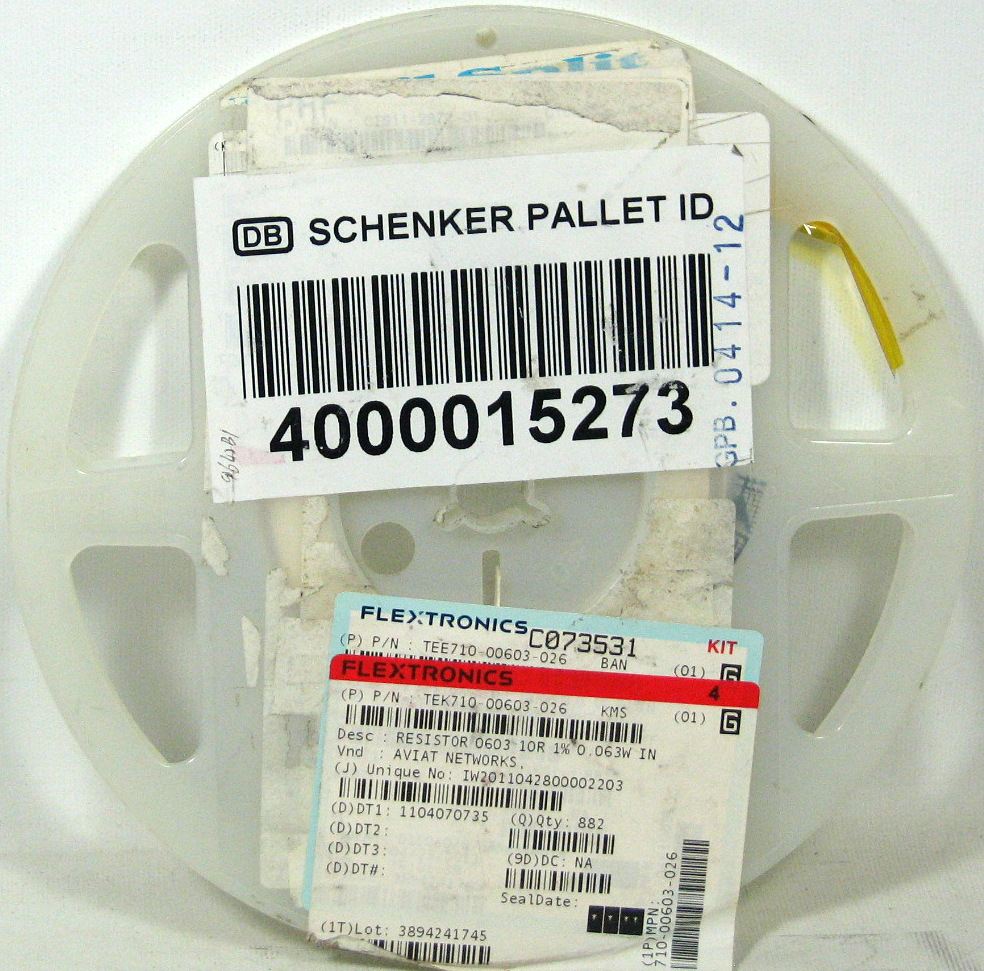 Split
DB SCHENKER PALLET ID
4000015273
GPB.0414-12
FLEXTRONICS C073531 KIT
(P) P/N : TEE710-00603-026 BAN (01) G
FLEXTRONICS 4
(P) P/N : TEK710-00603-026 KMS (01) G
Desc : RESISTOR 0603 10R 1% 0.063W IN
Vnd : AVIAT NETWORKS,
(J) Unique No: IW2011042800002203
(D)DT1: 1104070735 (Q)Qty: 882
(D)DT2:
(D)DT3: (9D)DC: NA
(D)DT#:
SealDate:
(1T)Lot: 3894241745
(1P)MPN:
710-00603-026